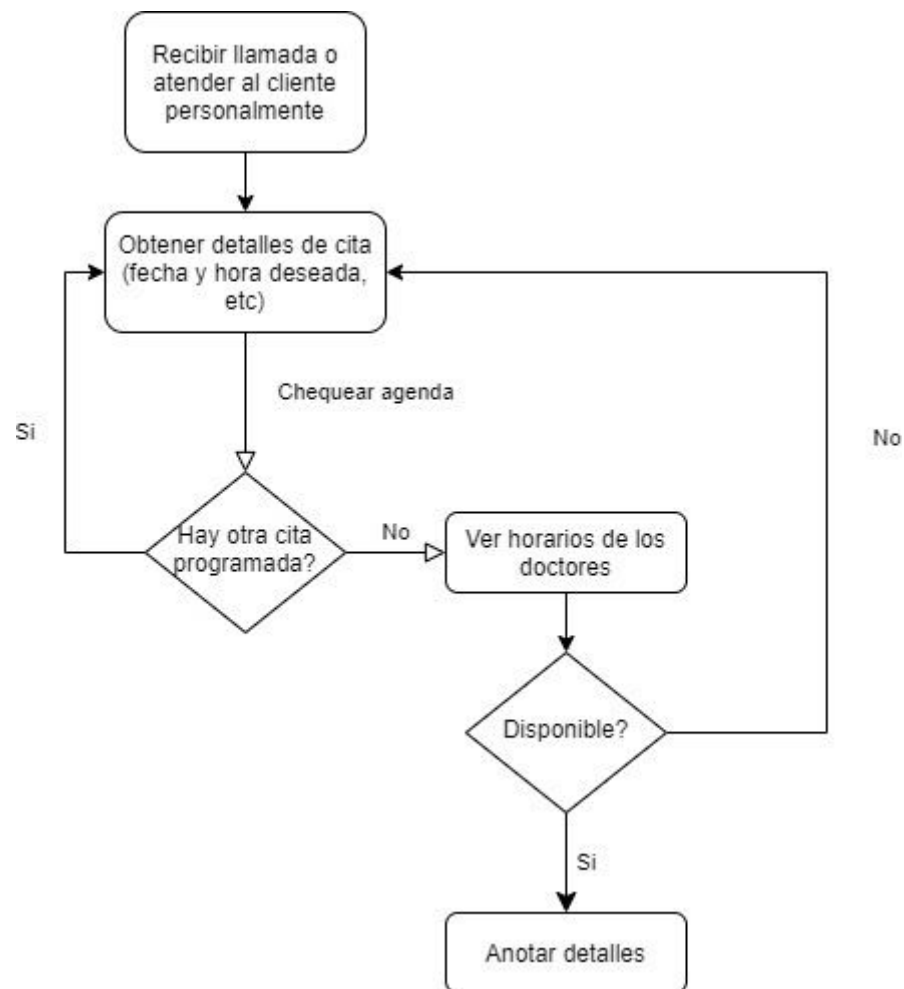 Recibir llamada o
atender al cliente
personalmente
Obtener detalles de cita
(fecha y hora deseada,
etc)
Chequear agenda
Si
No
Hay otra cita
programada?
No
Ver horarios de los
doctores
Disponible?
Si
Anotar detalles